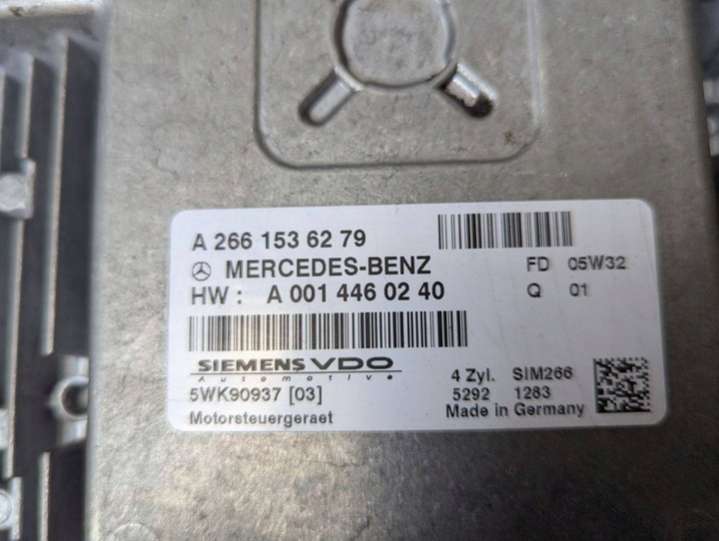 A 266 153 62 79
MERCEDES-BENZ FD 05W32
HW : A 001 446 02 40 Q 01
SIEMENS VDO
Automotive
4 Zyl. SIM266
5WK90937 [03] 5292 1283
Motorsteuergeraet Made in Germany